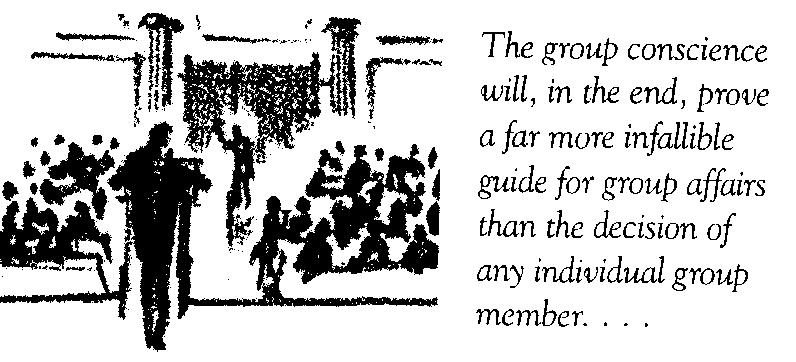 The group conscience
will, in the end, prove
a far more infallible
guide for group affairs
than the decision of
any individual group
member. . . .